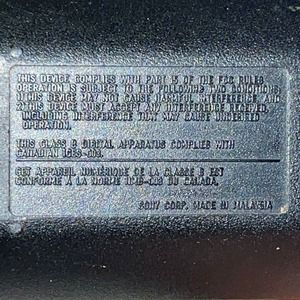 THIS DEVICE COMPLIES WITH PART 15 OF THE FCC RULES
OPERATION IS SUBJECT TO THE FOLLOWING TWO CONDITIONS
1)THIS DEVICE MAY NOT CAUSE HARMFUL INTERFERENCE AND
2)THIS DEVICE MUST ACCEPT ANY INTERFERENCE RECEIVED,
INCLUDING INTERFERENCE THAT MAY CAUSE UNDESIRED
OPERATION.
THIS CLASS B DIGITAL APPARATUS COMPLIES WITH
CANADIAN ICES-003.
CET APPAREIL NUMÉRIQUE DE LA CLASSE B EST
CONFORME À LA NORME NMB-003 DU CANADA.
SONY CORP. MADE IN MALAYSIA